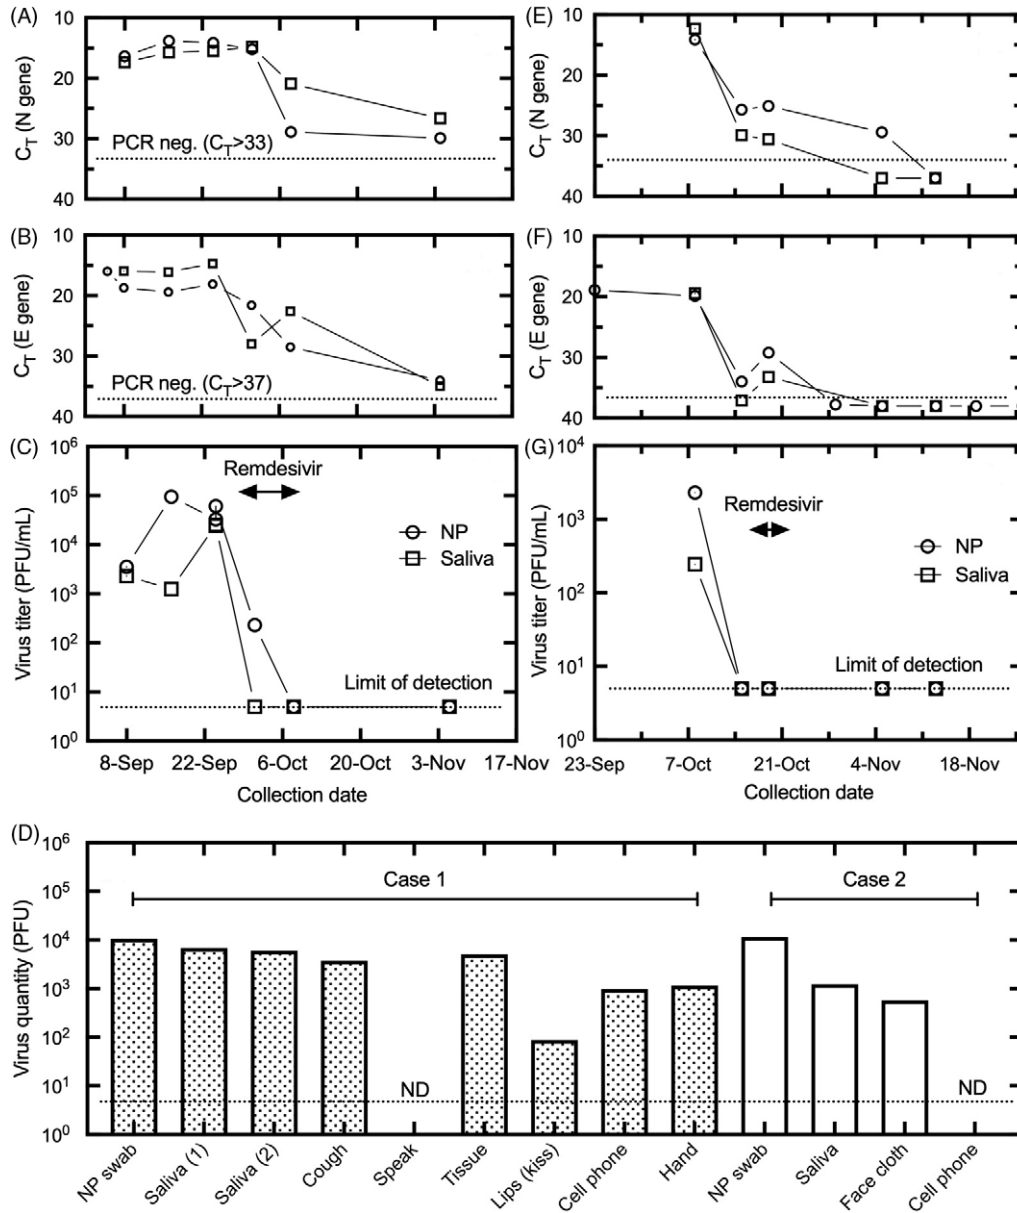 (A)
10
20
30
40
C_T (N gene)
PCR neg. (C_T>33)
(E)
10
20
30
40
C_T (N gene)
(B)
10
20
30
40
C_T (E gene)
PCR neg. (C_T>37)
(F)
10
20
30
40
C_T (E gene)
(C)
10^6
10^5
10^4
10^3
10^2
10^1
10^0
Virus titer (PFU/mL)
Remdesivir
NP
Saliva
Limit of detection
8-Sep 22-Sep 6-Oct 20-Oct 3-Nov 17-Nov
Collection date
(G)
10^4
10^3
10^2
10^1
10^0
Virus titer (PFU/mL)
Remdesivir
NP
Saliva
Limit of detection
23-Sep 7-Oct 21-Oct 4-Nov 18-Nov
Collection date
(D)
10^6
10^5
10^4
10^3
10^2
10^1
10^0
Virus quantity (PFU)
Case 1
Case 2
ND
ND
NP swab
Saliva (1)
Saliva (2)
Cough
Speak
Tissue
Lips (kiss)
Cell phone
Hand
NP swab
Saliva
Face cloth
Cell phone